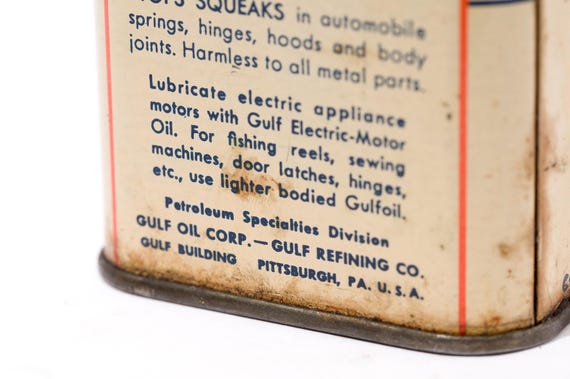 SQUEAKS in automobile
springs, hinges, hoods and body
joints. Harmless to all metal parts.
Lubricate electric appliance
motors with Gulf Electric-Motor
Oil. For fishing reels, sewing
machines, door latches, hinges,
etc., use lighter bodied Gulfoil.
Petroleum Specialties Division
GULF OIL CORP.—GULF REFINING CO.
GULF BUILDING PITTSBURGH, PA. U. S. A.